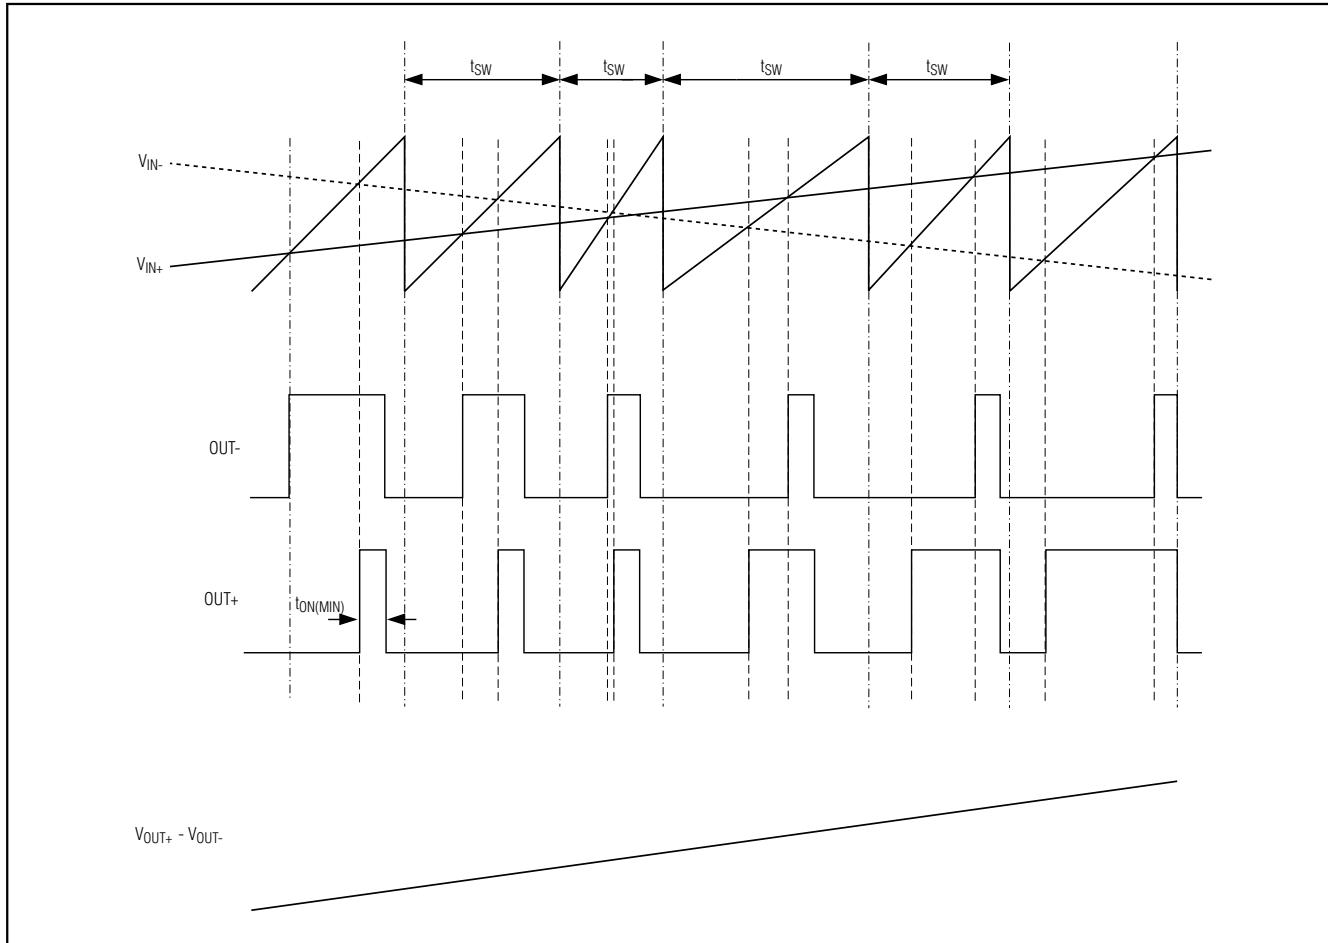 tSW tSW tSW tSW
VIN-
VIN+
OUT-
OUT+
tON(MIN)
VOUT+ - VOUT-